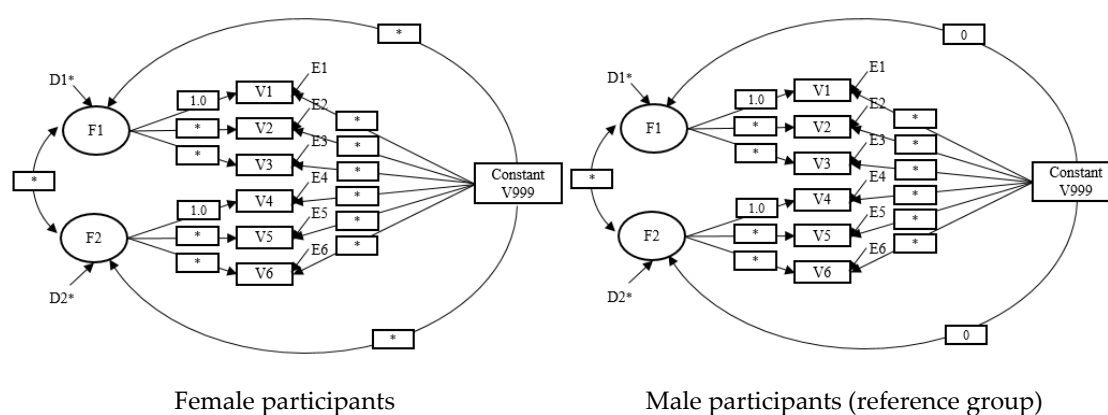 *
D1*
E1
V1
1.0
E2
*
F1
*
V2
*
E3
*
V3
*
E4
*
Constant
V999
*
V4
1.0
*
E5
F2
*
V5
*
E6
*
V6
D2*
*
Female participants
0
D1*
E1
V1
1.0
E2
*
F1
*
V2
*
E3
*
V3
*
E4
*
Constant
V999
*
V4
1.0
*
E5
F2
*
V5
*
E6
*
V6
D2*
0
Male participants (reference group)